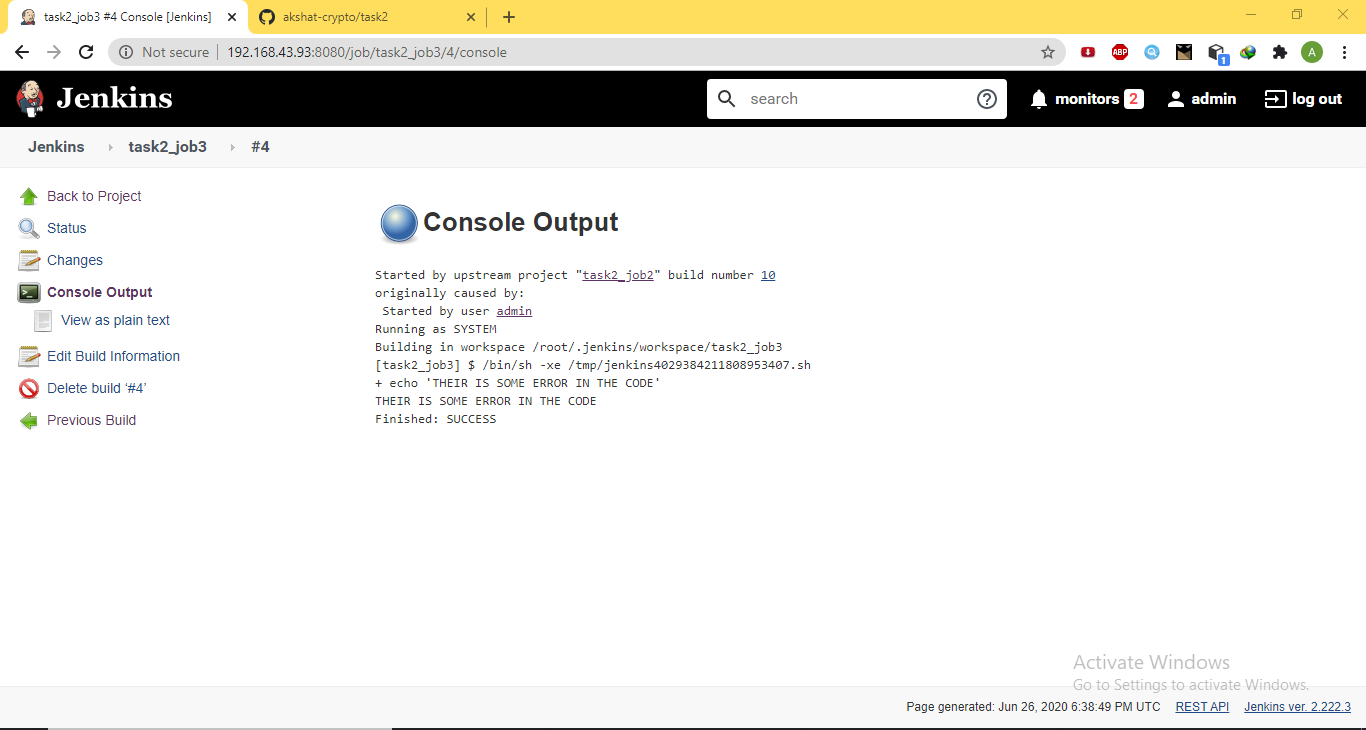 task2_job3 #4 Console [Jenkins]
akshat-crypto/task2
Not secure
192.168.43.93:8080/job/task2_job3/4/console
ABP
1
A
Jenkins
search
monitors 2
admin
log out
Jenkins
task2_job3
#4
Back to Project
Status
Changes
Console Output
View as plain text
Edit Build Information
Delete build ‘#4’
Previous Build
Console Output
Started by upstream project "task2_job2" build number 10
originally caused by:
Started by user admin
Running as SYSTEM
Building in workspace /root/.jenkins/workspace/task2_job3
[task2_job3] $ /bin/sh -xe /tmp/jenkins4029384211808953407.sh
+ echo 'THEIR IS SOME ERROR IN THE CODE'
THEIR IS SOME ERROR IN THE CODE
Finished: SUCCESS
Activate Windows
Go to Settings to activate Windows.
Page generated: Jun 26, 2020 6:38:49 PM UTC
REST API
Jenkins ver. 2.222.3